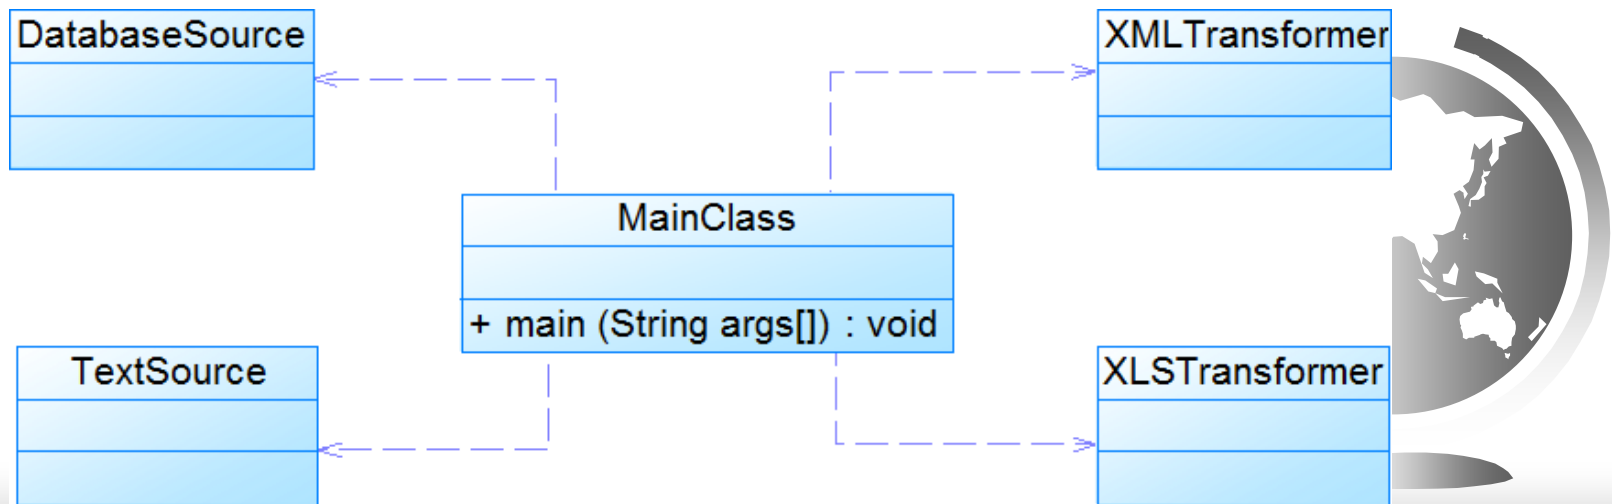 DatabaseSource
XMLTransformer
MainClass
+ main (String args[]) : void
TextSource
XLSTransformer